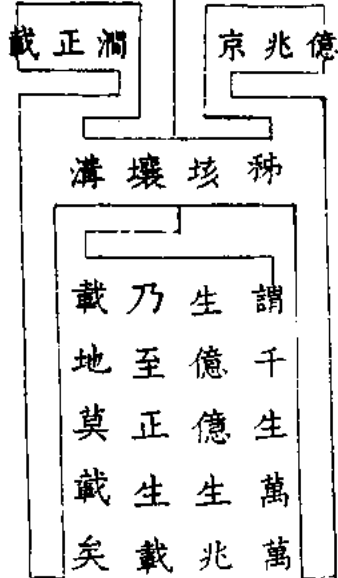 億兆京
秭垓壤溝
澗正載
謂千生萬萬
生億億生兆
乃至正生載
載地莫載矣